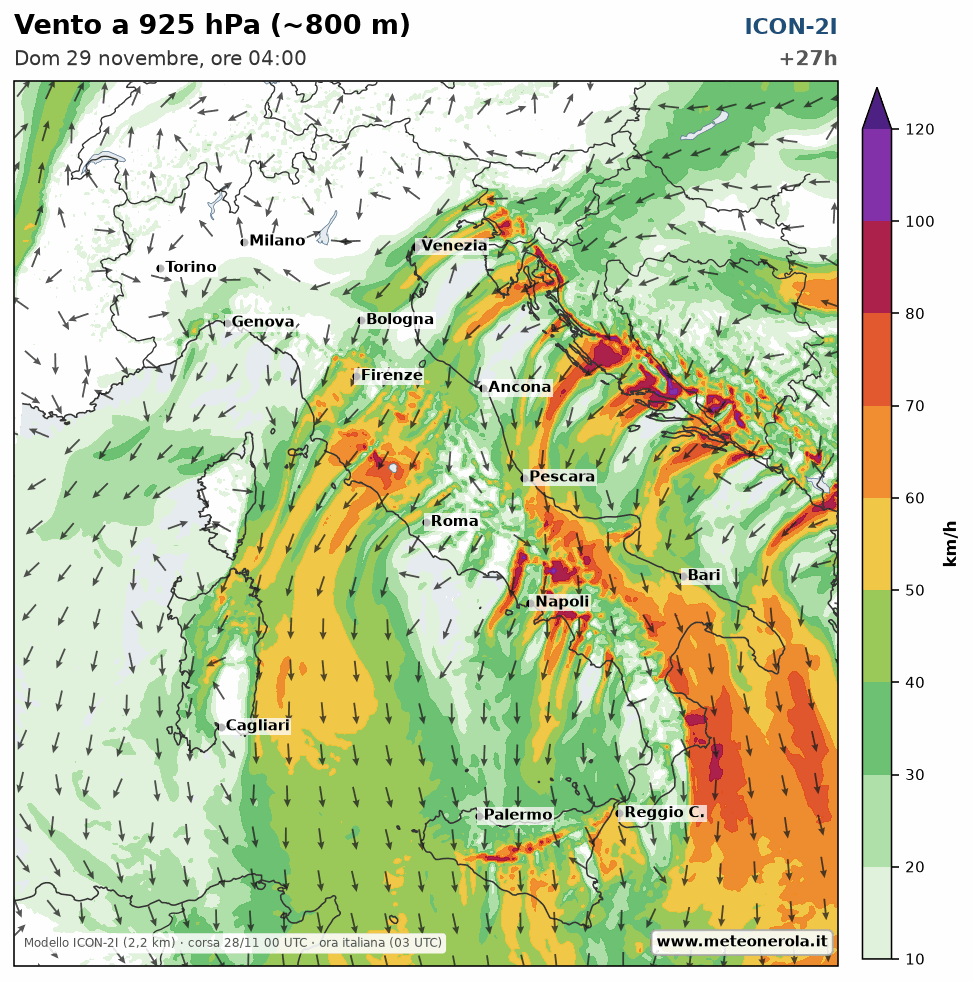 Vento a 925 hPa (~800 m)
ICON-2I
Dom 29 novembre, ore 04:00
+27h
Venezia
Milano
Torino
Genova
Bologna
Firenze
Ancona
Pescara
Roma
Bari
Napoli
Cagliari
Palermo
Reggio C.
120
100
80
70
60
50
40
30
20
10
km/h
Modello ICON-2I (2,2 km) · corsa 28/11 00 UTC · ora italiana (03 UTC)
www.meteonerola.it